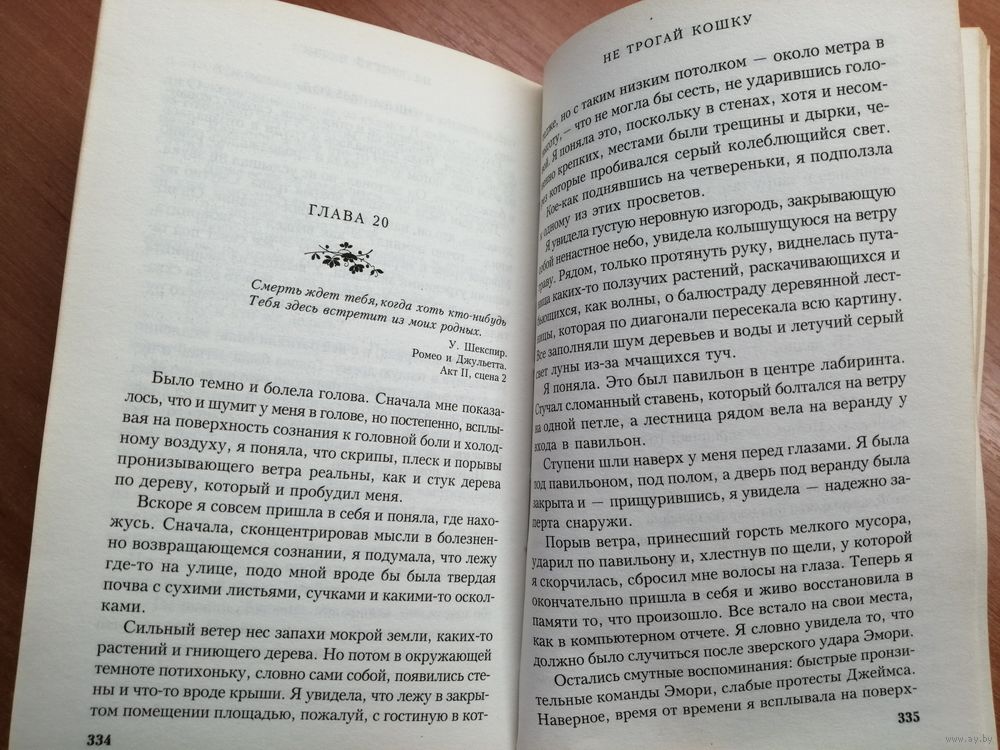 ГЛАВА 20
Смерть ждет тебя, когда хоть кто-нибудь
Тебя здесь встретит из моих родных.
У. Шекспир.
Ромео и Джульетта.
Акт II, сцена 2
Было темно и болела голова. Сначала мне показа-
лось, что и шумит у меня в голове, но постепенно, всплы-
вая на поверхность сознания к головной боли и холод-
ному воздуху, я поняла, что скрипы, плеск и порывы
пронизывающего ветра реальны, как и стук дерева
по дереву, который и пробудил меня.
Вскоре я совсем пришла в себя и поняла, где нахо-
жусь. Сначала, сконцентрировав мысли в болезнен-
но возвращающемся сознании, я подумала, что лежу
где-то на улице, подо мной вроде бы была твердая
почва с сухими листьями, сучками и какими-то оскол-
ками.
Сильный ветер нес запахи мокрой земли, каких-то
растений и гниющего дерева. Но потом в окружающей
темноте потихоньку, словно сами собой, появились сте-
ны и что-то вроде крыши. Я увидела, что лежу в закры-
том помещении площадью, пожалуй, с гостиную в кот-
334
НЕ ТРОГАЙ КОШКУ
но с таким низким потолком — около метра в
— что не могла бы сесть, не ударившись голо-
вой. Я поняла это, поскольку в стенах, хотя и несом-
ненно крепких, местами были трещины и дырки, че-
рез которые пробивался серый колеблющийся свет.
Кое-как поднявшись на четвереньки, я подползла
к одному из этих просветов.
Я увидела густую неровную изгородь, закрывающую
собой ненастное небо, увидела колышущуюся на ветру
траву. Рядом, только протянуть руку, виднелась пута-
ница каких-то ползучих растений, раскачивающихся и
бьющихся, как волны, о балюстраду деревянной лест-
ницы, которая по диагонали пересекала всю картину.
Все заполняли шум деревьев и воды и летучий серый
свет луны из-за мчащихся туч.
Я поняла. Это был павильон в центре лабиринта.
Стучал сломанный ставень, который болтался на ветру
на одной петле, а лестница рядом вела на веранду у
входа в павильон.
Ступени шли наверх у меня перед глазами. Я была
под павильоном, под полом, а дверь под веранду была
закрыта и — прищурившись, я увидела — надежно за-
перта снаружи.
Порыв ветра, принесший горсть мелкого мусора,
ударил по павильону и, хлестнув по щели, у которой
я скорчилась, сбросил мне волосы на глаза. Теперь я
окончательно пришла в себя и живо восстановила в
памяти то, что произошло. Все встало на свои места,
как в компьютерном отчете. Я словно увидела то, что
должно было случиться после зверского удара Эмори.
Остались смутные воспоминания: быстрые пронзи-
тельные команды Эмори, слабые протесты Джеймса.
Наверное, время от времени я всплывала на поверх-
335
www.ay.by